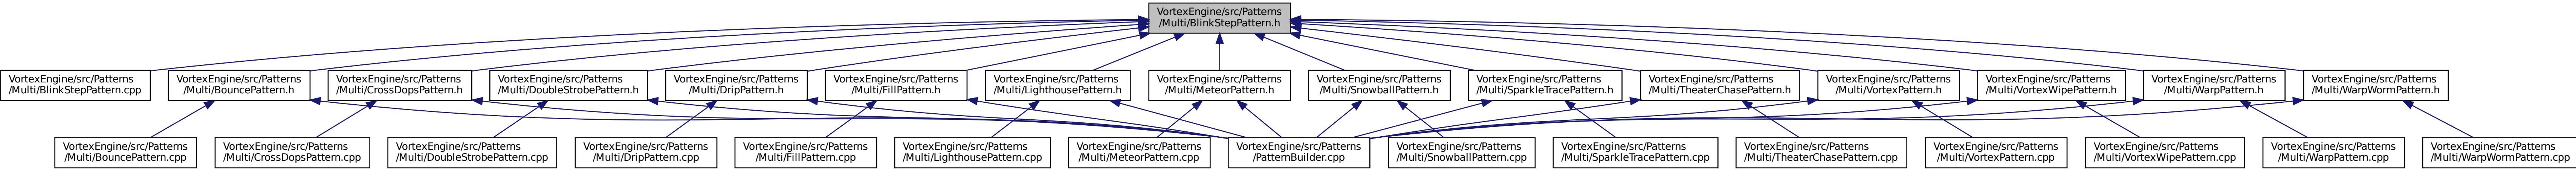 VortexEngine/src/Patterns
/Multi/BlinkStepPattern.h
VortexEngine/src/Patterns
/Multi/BlinkStepPattern.cpp
VortexEngine/src/Patterns
/Multi/BouncePattern.h
VortexEngine/src/Patterns
/Multi/CrossDopsPattern.h
VortexEngine/src/Patterns
/Multi/DoubleStrobePattern.h
VortexEngine/src/Patterns
/Multi/DripPattern.h
VortexEngine/src/Patterns
/Multi/FillPattern.h
VortexEngine/src/Patterns
/Multi/LighthousePattern.h
VortexEngine/src/Patterns
/Multi/MeteorPattern.h
VortexEngine/src/Patterns
/Multi/SnowballPattern.h
VortexEngine/src/Patterns
/Multi/SparkleTracePattern.h
VortexEngine/src/Patterns
/Multi/TheaterChasePattern.h
VortexEngine/src/Patterns
/Multi/VortexPattern.h
VortexEngine/src/Patterns
/Multi/VortexWipePattern.h
VortexEngine/src/Patterns
/Multi/WarpPattern.h
VortexEngine/src/Patterns
/Multi/WarpWormPattern.h
VortexEngine/src/Patterns
/Multi/BouncePattern.cpp
VortexEngine/src/Patterns
/Multi/CrossDopsPattern.cpp
VortexEngine/src/Patterns
/Multi/DoubleStrobePattern.cpp
VortexEngine/src/Patterns
/Multi/DripPattern.cpp
VortexEngine/src/Patterns
/Multi/FillPattern.cpp
VortexEngine/src/Patterns
/Multi/LighthousePattern.cpp
VortexEngine/src/Patterns
/Multi/MeteorPattern.cpp
VortexEngine/src/Patterns
/PatternBuilder.cpp
VortexEngine/src/Patterns
/Multi/SnowballPattern.cpp
VortexEngine/src/Patterns
/Multi/SparkleTracePattern.cpp
VortexEngine/src/Patterns
/Multi/TheaterChasePattern.cpp
VortexEngine/src/Patterns
/Multi/VortexPattern.cpp
VortexEngine/src/Patterns
/Multi/VortexWipePattern.cpp
VortexEngine/src/Patterns
/Multi/WarpPattern.cpp
VortexEngine/src/Patterns
/Multi/WarpWormPattern.cpp